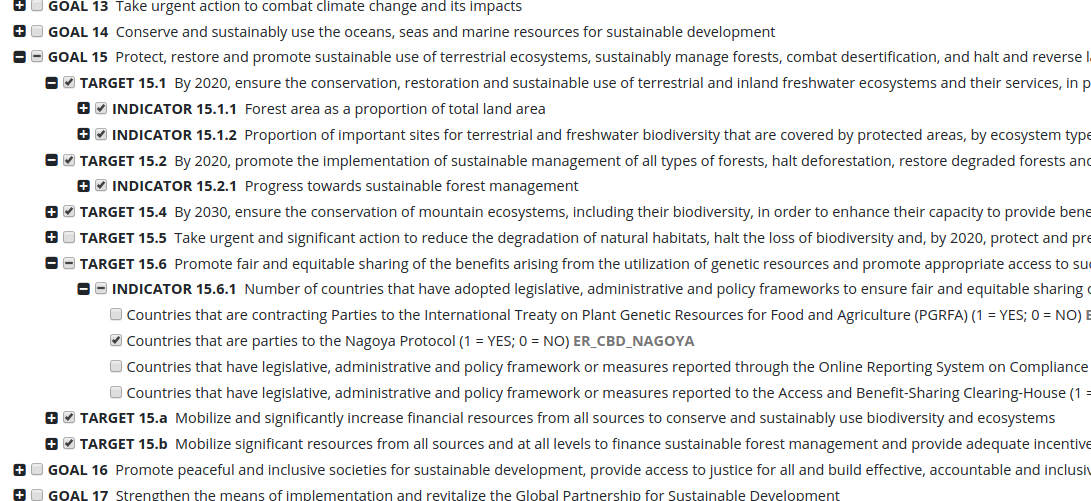 GOAL 13 Take urgent action to combat climate change and its impacts
GOAL 14 Conserve and sustainably use the oceans, seas and marine resources for sustainable development
GOAL 15 Protect, restore and promote sustainable use of terrestrial ecosystems, sustainably manage forests, combat desertification, and halt and reverse
TARGET 15.1 By 2020, ensure the conservation, restoration and sustainable use of terrestrial and inland freshwater ecosystems and their services, in
INDICATOR 15.1.1 Forest area as a proportion of total land area
INDICATOR 15.1.2 Proportion of important sites for terrestrial and freshwater biodiversity that are covered by protected areas, by ecosystem type
TARGET 15.2 By 2020, promote the implementation of sustainable management of all types of forests, halt deforestation, restore degraded forests and
INDICATOR 15.2.1 Progress towards sustainable forest management
TARGET 15.4 By 2030, ensure the conservation of mountain ecosystems, including their biodiversity, in order to enhance their capacity to provide bene
TARGET 15.5 Take urgent and significant action to reduce the degradation of natural habitats, halt the loss of biodiversity and, by 2020, protect and pre
TARGET 15.6 Promote fair and equitable sharing of the benefits arising from the utilization of genetic resources and promote appropriate access to su
INDICATOR 15.6.1 Number of countries that have adopted legislative, administrative and policy frameworks to ensure fair and equitable sharing
Countries that are contracting Parties to the International Treaty on Plant Genetic Resources for Food and Agriculture (PGRFA) (1 = YES; 0 = NO) E
Countries that are parties to the Nagoya Protocol (1 = YES; 0 = NO) ER_CBD_NAGOYA
Countries that have legislative, administrative and policy framework or measures reported through the Online Reporting System on Compliance
Countries that have legislative, administrative and policy framework or measures reported to the Access and Benefit-Sharing Clearing-House (1 =
TARGET 15.a Mobilize and significantly increase financial resources from all sources to conserve and sustainably use biodiversity and ecosystems
TARGET 15.b Mobilize significant resources from all sources and at all levels to finance sustainable forest management and provide adequate incentive
GOAL 16 Promote peaceful and inclusive societies for sustainable development, provide access to justice for all and build effective, accountable and inclusiv
GOAL 17 Strengthen the means of implementation and revitalize the Global Partnership for Sustainable Development